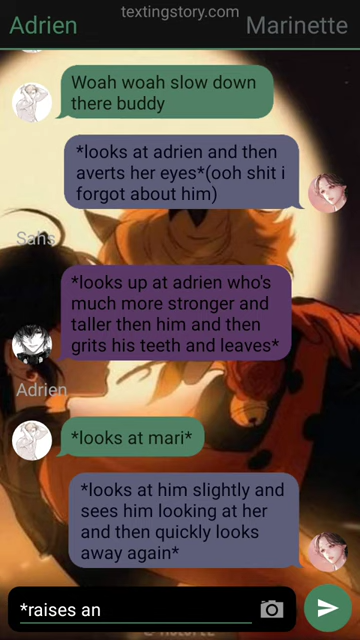 textingstory.com
Adrien
Marinette
Woah woah slow down
there buddy
*looks at adrien and then
averts her eyes*(ooh shit i
forgot about him)
Sans
*looks up at adrien who's
much more stronger and
taller then him and then
grits his teeth and leaves*
Adrien
*looks at mari*
*looks at him slightly and
sees him looking at her
and then quickly looks
away again*
*raises an